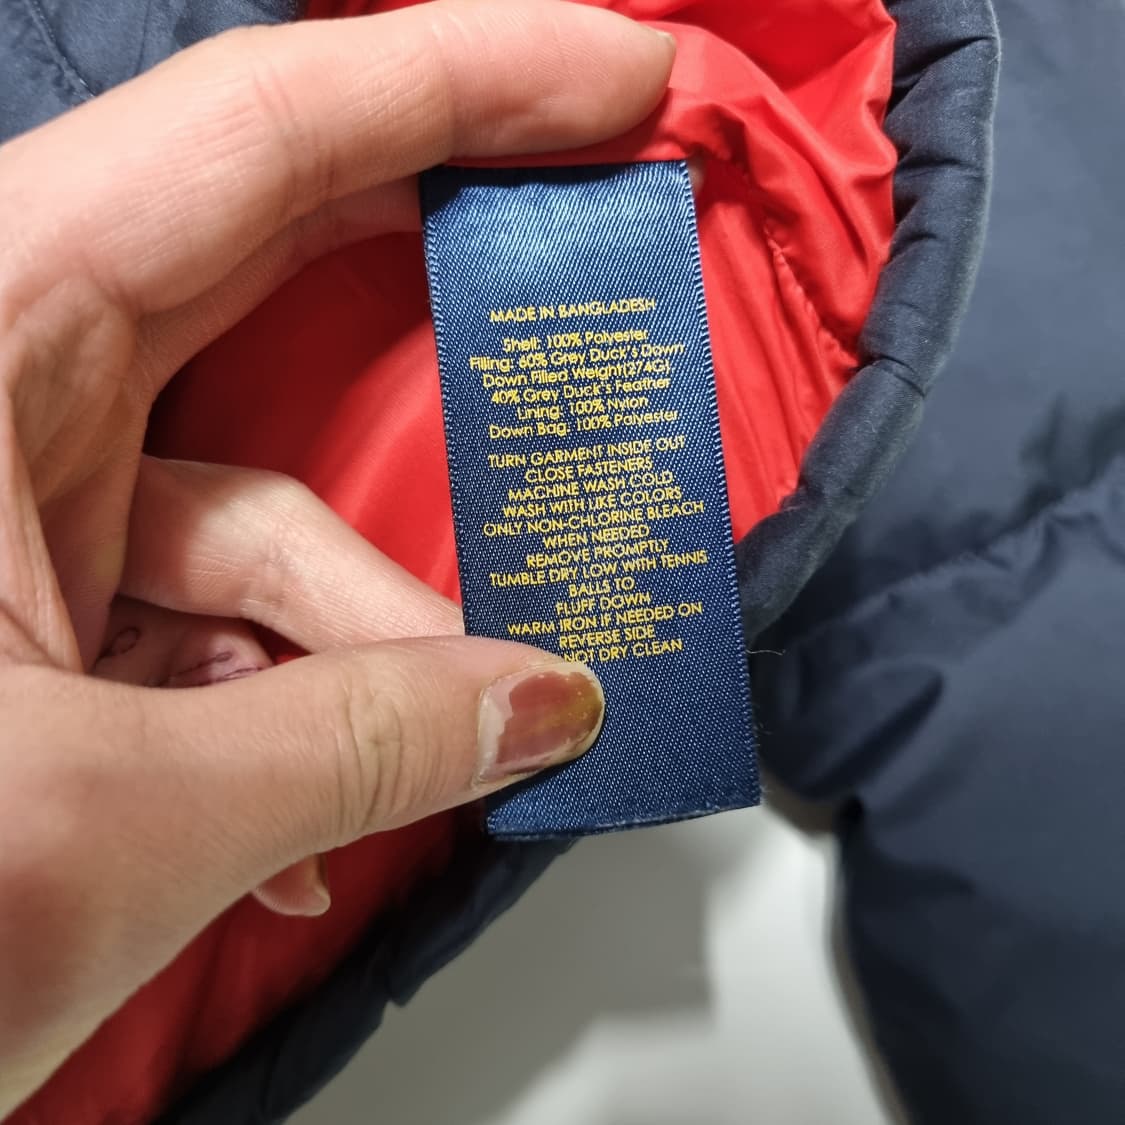 MADE IN BANGLADESH
Shell: 100% Polyester
Filling: 60% Grey Duck's Down
Down Filled Weight(274G)
40% Grey Duck's Feather
Lining: 100% Nylon
Down Bag: 100% Polyester
TURN GARMENT INSIDE OUT
CLOSE FASTENERS
MACHINE WASH COLD
WASH WITH LIKE COLORS
ONLY NON-CHLORINE BLEACH
WHEN NEEDED
REMOVE PROMPTLY
TUMBLE DRY LOW WITH TENNIS
BALLS TO
FLUFF DOWN
WARM IRON IF NEEDED ON
REVERSE SIDE
NOT DRY CLEAN